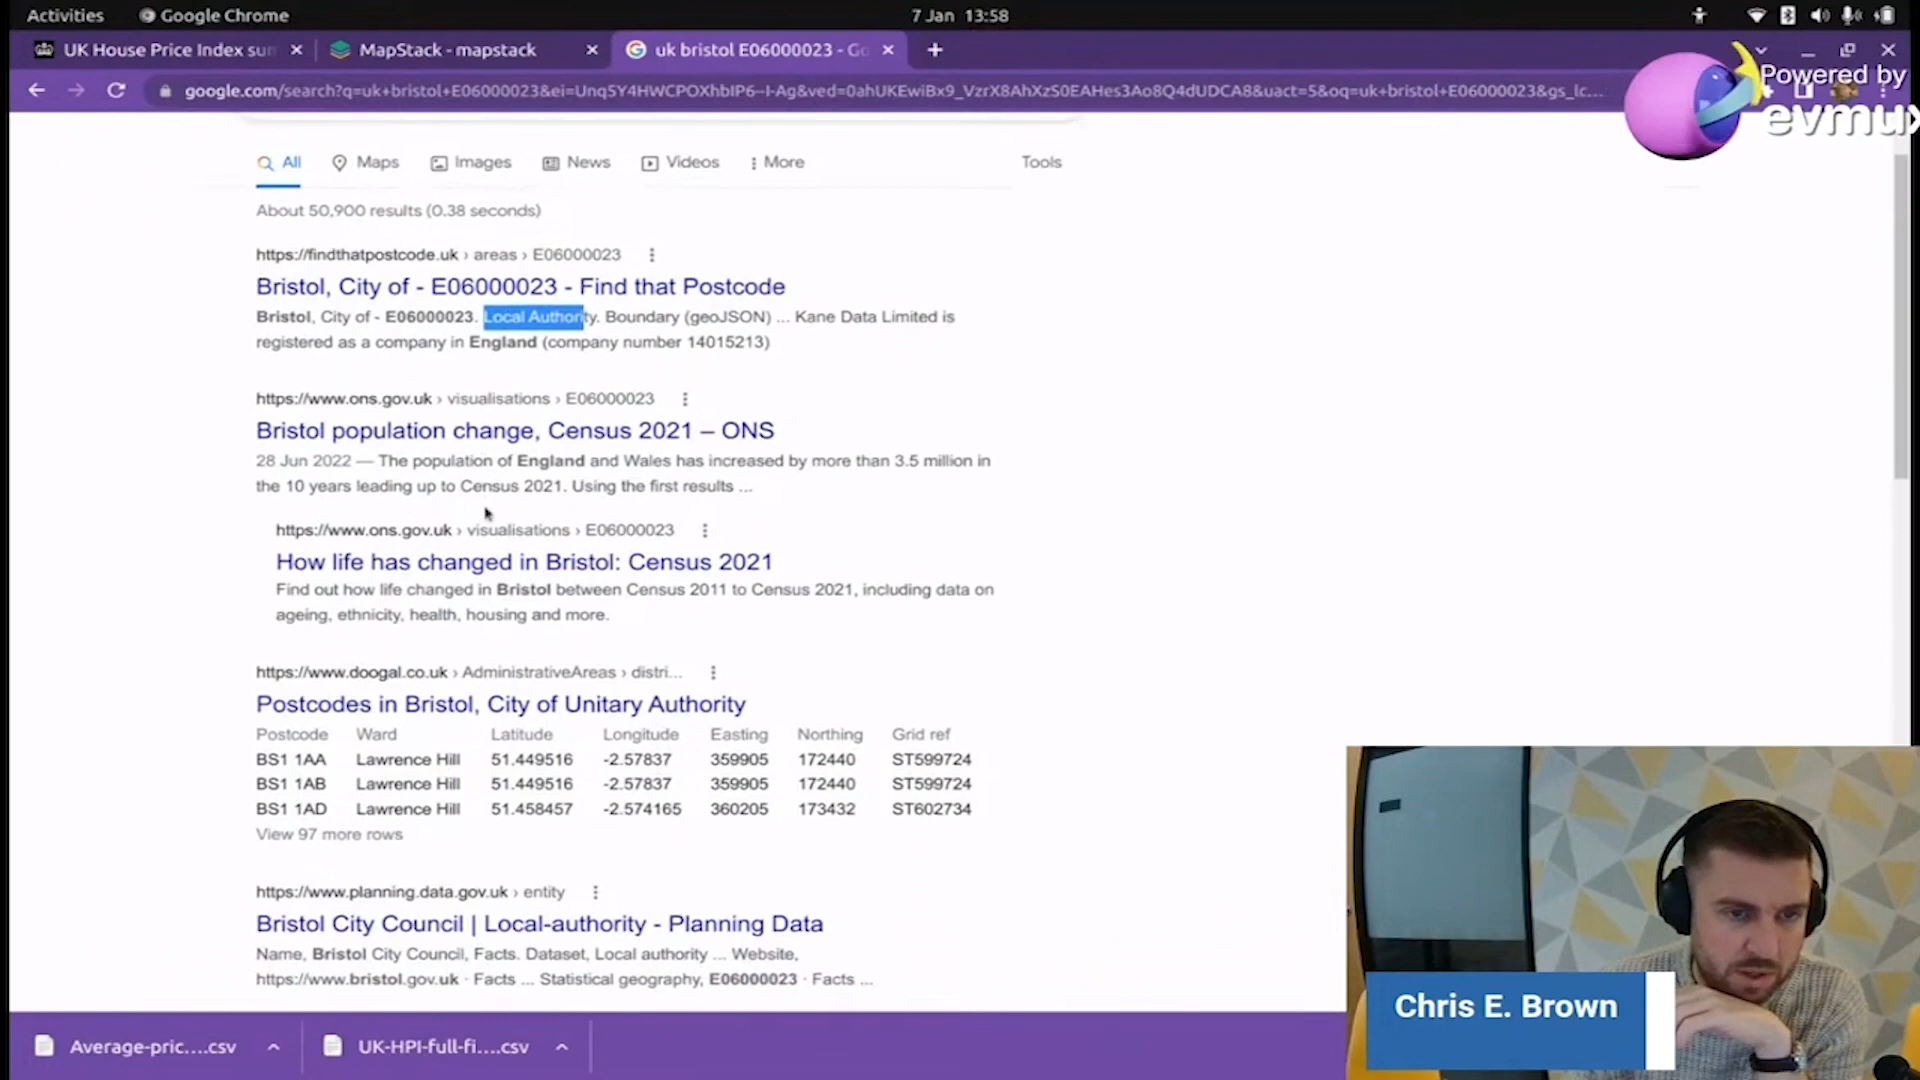 Activities
Google Chrome
7 Jan 13:58
UK House Price Index sum
MapStack - mapstack
uk bristol E06000023 - Go
google.com/search?q=uk+bristol+E06000023&ei=Unq5Y4HWCPOXhbIP6--I-Ag&ved=0ahUKEwiBx9_VzrX8AhXzS0EAHes3Ao8Q4dUDCA8&uact=5&oq=uk+bristol+E06000023&gs_lc...
Powered by
evmux
All
Maps
Images
News
Videos
More
Tools
About 50,900 results (0.38 seconds)
https://findthatpostcode.uk › areas › E06000023
Bristol, City of - E06000023 - Find that Postcode
Bristol, City of - E06000023. Local Authority. Boundary (geoJSON) ... Kane Data Limited is
registered as a company in England (company number 14015213)
https://www.ons.gov.uk › visualisations › E06000023
Bristol population change, Census 2021 – ONS
28 Jun 2022 — The population of England and Wales has increased by more than 3.5 million in
the 10 years leading up to Census 2021. Using the first results ...
https://www.ons.gov.uk › visualisations › E06000023
How life has changed in Bristol: Census 2021
Find out how life changed in Bristol between Census 2011 to Census 2021, including data on
ageing, ethnicity, health, housing and more.
https://www.doogal.co.uk › AdministrativeAreas › distri...
Postcodes in Bristol, City of Unitary Authority
Postcode Ward Latitude Longitude Easting Northing Grid ref
BS1 1AA Lawrence Hill 51.449516 -2.57837 359905 172440 ST599724
BS1 1AB Lawrence Hill 51.449516 -2.57837 359905 172440 ST599724
BS1 1AD Lawrence Hill 51.458457 -2.574165 360205 173432 ST602734
View 97 more rows
https://www.planning.data.gov.uk › entity
Bristol City Council | Local-authority - Planning Data
Name, Bristol City Council, Facts. Dataset, Local authority ... Website,
https://www.bristol.gov.uk · Facts ... Statistical geography, E06000023 · Facts ...
Chris E. Brown
Average-pric....csv
UK-HPI-full-fi....csv